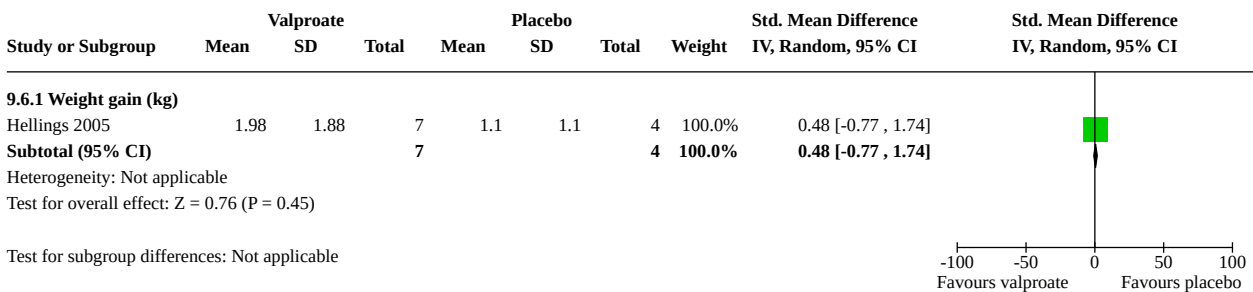 Valproate Placebo Std. Mean Difference Std. Mean Difference
Study or Subgroup Mean SD Total Mean SD Total Weight IV, Random, 95% CI IV, Random, 95% CI
9.6.1 Weight gain (kg)
Hellings 2005 1.98 1.88 7 1.1 1.1 4 100.0% 0.48 [-0.77 , 1.74]
Subtotal (95% CI) 7 4 100.0% 0.48 [-0.77 , 1.74]
Heterogeneity: Not applicable
Test for overall effect: Z = 0.76 (P = 0.45)
Test for subgroup differences: Not applicable
-100 -50 0 50 100
Favours valproate Favours placebo